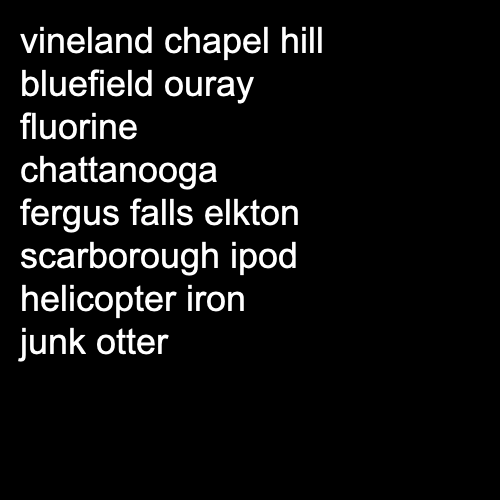 vineland chapel hill
bluefield ouray
fluorine
chattanooga
fergus falls elkton
scarborough ipod
helicopter iron
junk otter